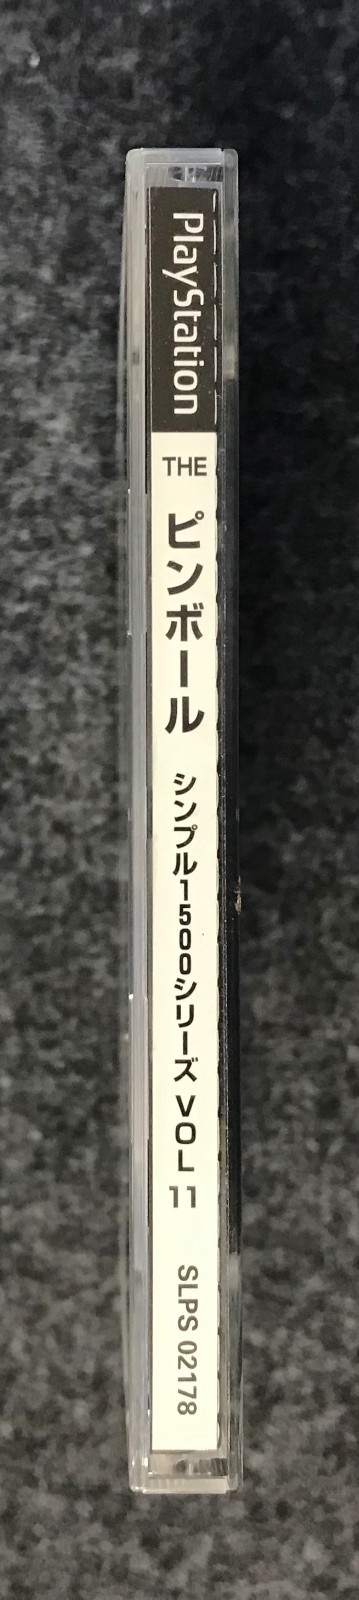 PlayStation
THE ピンボール
シンプル1500シリーズ VOL 11
SLPS 02178